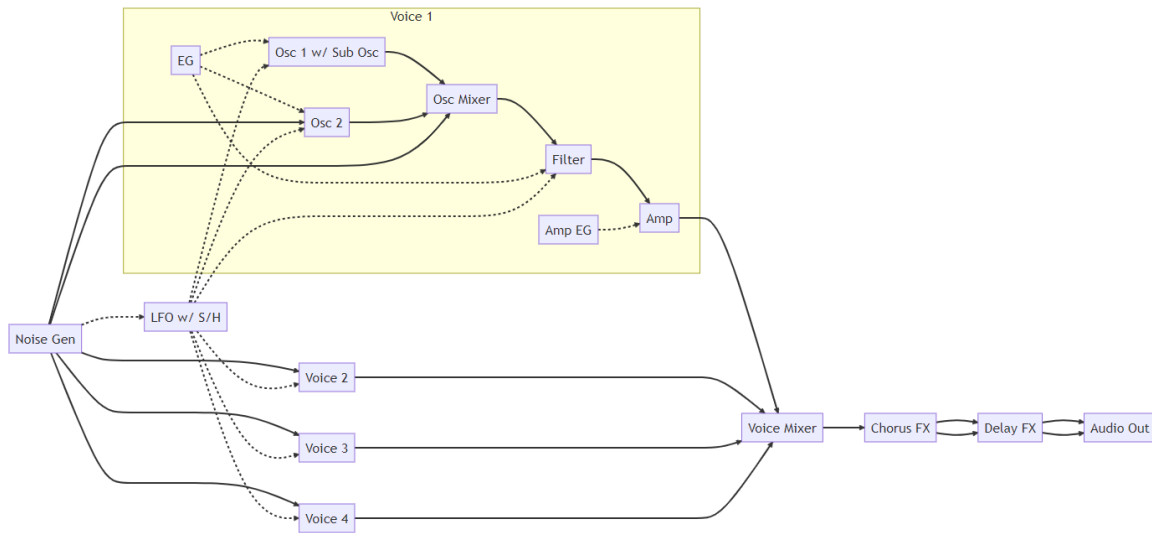 Voice 1
EG
Osc 1 w/ Sub Osc
Osc Mixer
Osc 2
Filter
Amp EG
Amp
LFO w/ S/H
Noise Gen
Voice 2
Voice 3
Voice 4
Voice Mixer
Chorus FX
Delay FX
Audio Out